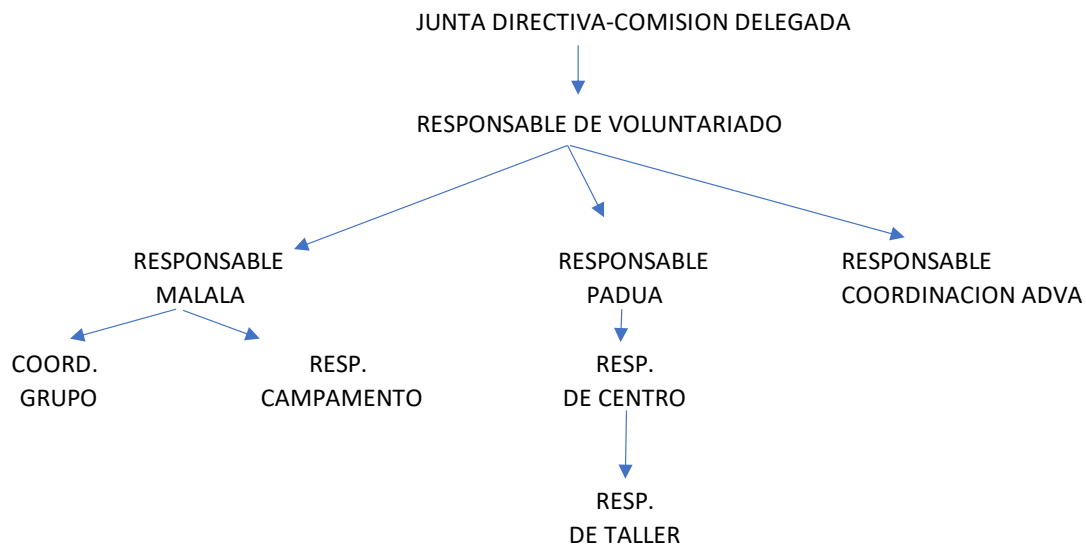 JUNTA DIRECTIVA-COMISION DELEGADA
RESPONSABLE DE VOLUNTARIADO
RESPONSABLE
MALALA
RESPONSABLE
PADUA
RESPONSABLE
COORDINACION ADVA
COORD.
GRUPO
RESP.
CAMPAMENTO
RESP.
DE CENTRO
RESP.
DE TALLER